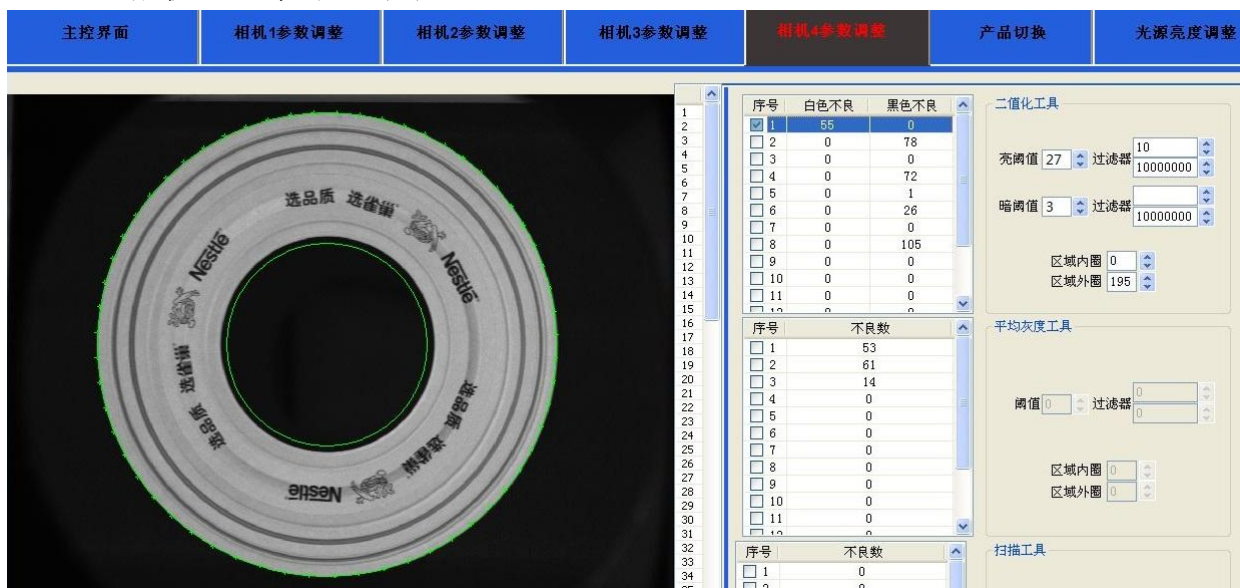 主控界面 相机1参数调整 相机2参数调整 相机3参数调整 相机4参数调整 产品切换 光源亮度调整
选品质 选雀巢
Nestlé
Nestlé
选品质 选雀巢
选品质 选雀巢
Nestlé
1
2
3
4
5
6
7
8
9
10
11
12
13
14
15
16
17
18
19
20
21
22
23
24
25
26
27
28
29
30
31
32
33
34
序号 白色不良 黑色不良
1 55 0
2 0 78
3 0 0
4 0 72
5 0 1
6 0 26
7 0 0
8 0 105
9 0 0
10 0 0
11 0 0
序号 不良数
1 53
2 61
3 14
4 0
5 0
6 0
7 0
8 0
9 0
10 0
11 0
序号 不良数
1 0
二值化工具
亮阈值 27 过滤器 10
10000000
暗阈值 3 过滤器
10000000
区域内圈 0
区域外圈 195
平均灰度工具
阈值 0 过滤器 0
0
区域内圈 0
区域外圈 0
扫描工具